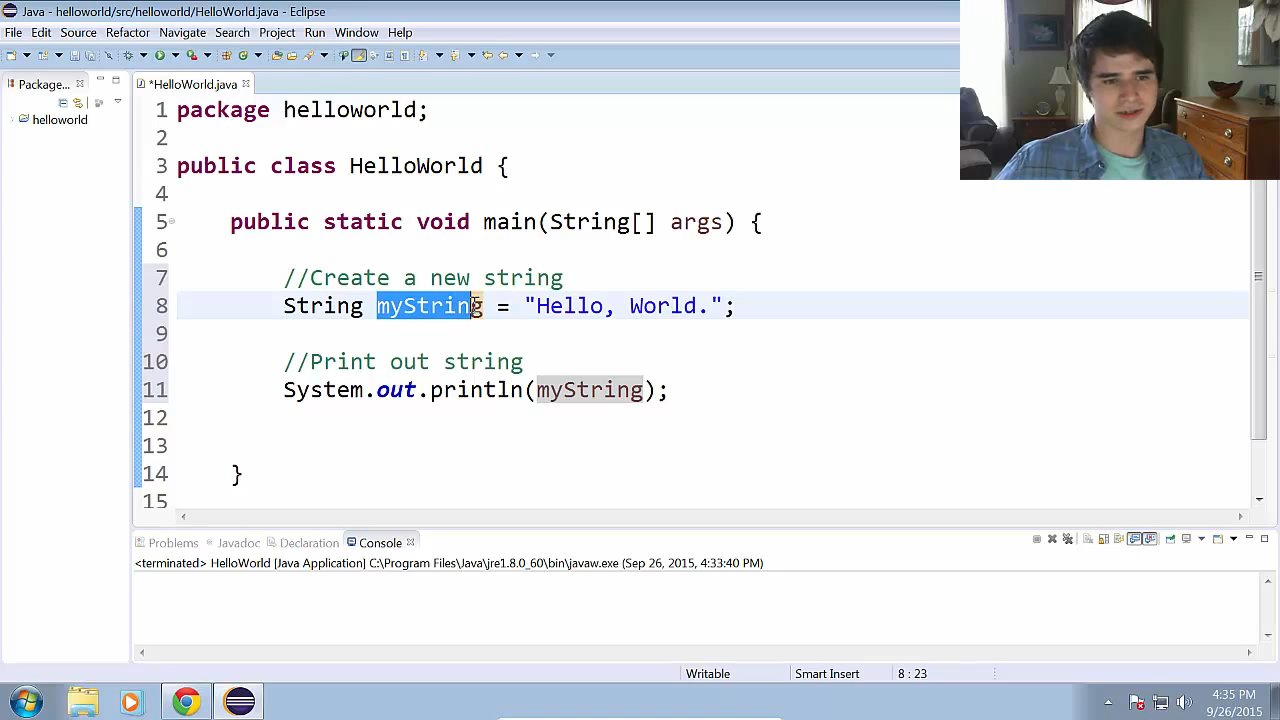 Java - helloworld/src/helloworld/HelloWorld.java - Eclipse
File Edit Source Refactor Navigate Search Project Run Window Help
Package... *HelloWorld.java
helloworld
1 package helloworld;
2
3 public class HelloWorld {
4
5 public static void main(String[] args) {
6
7 //Create a new string
8 String myString = "Hello, World.";
9
10 //Print out string
11 System.out.println(myString);
12
13
14 }
15
Problems @ Javadoc Declaration Console
<terminated> HelloWorld [Java Application] C:\Program Files\Java\jre1.8.0_60\bin\javaw.exe (Sep 26, 2015, 4:33:40 PM)
Writable Smart Insert 8 : 23
4:35 PM
9/26/2015